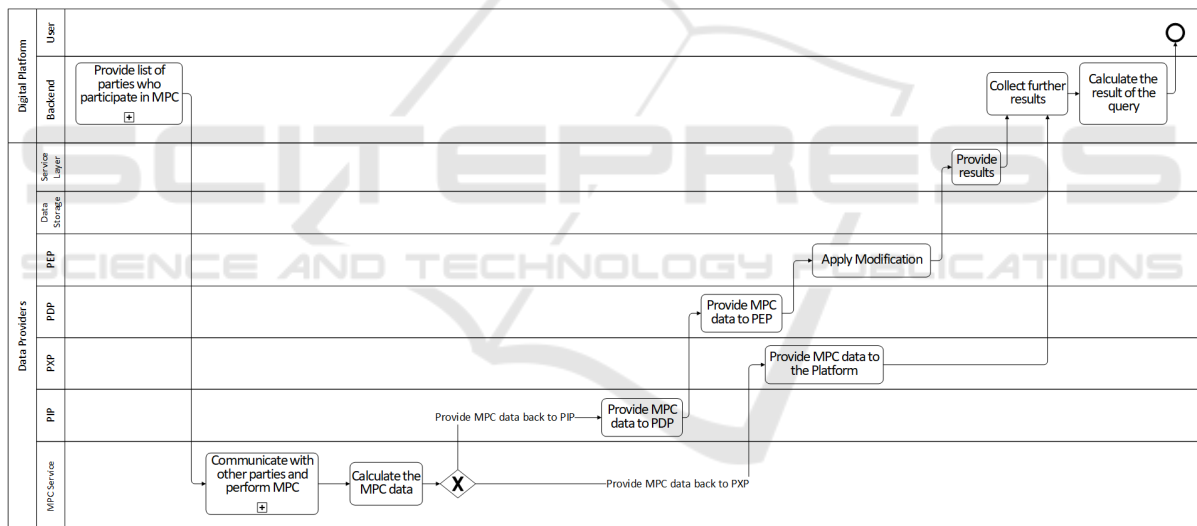 Digital Platform
User
Backend
Provide list of
parties who
participate in MPC
Collect further
results
Calculate the
result of the
query
Data Providers
Service
Layer
Provide
results
Data
Storage
PEP
Apply Modification
PDP
Provide MPC
data to PEP
PXP
Provide MPC data to
the Platform
PIP
Provide MPC data back to PIP
Provide MPC
data to PDP
MPC Service
Communicate with
other parties and
perform MPC
Calculate the
MPC data
X
Provide MPC data back to PXP
SCITEPRESS
SCIENCE AND TECHNOLOGY PUBLICATIONS